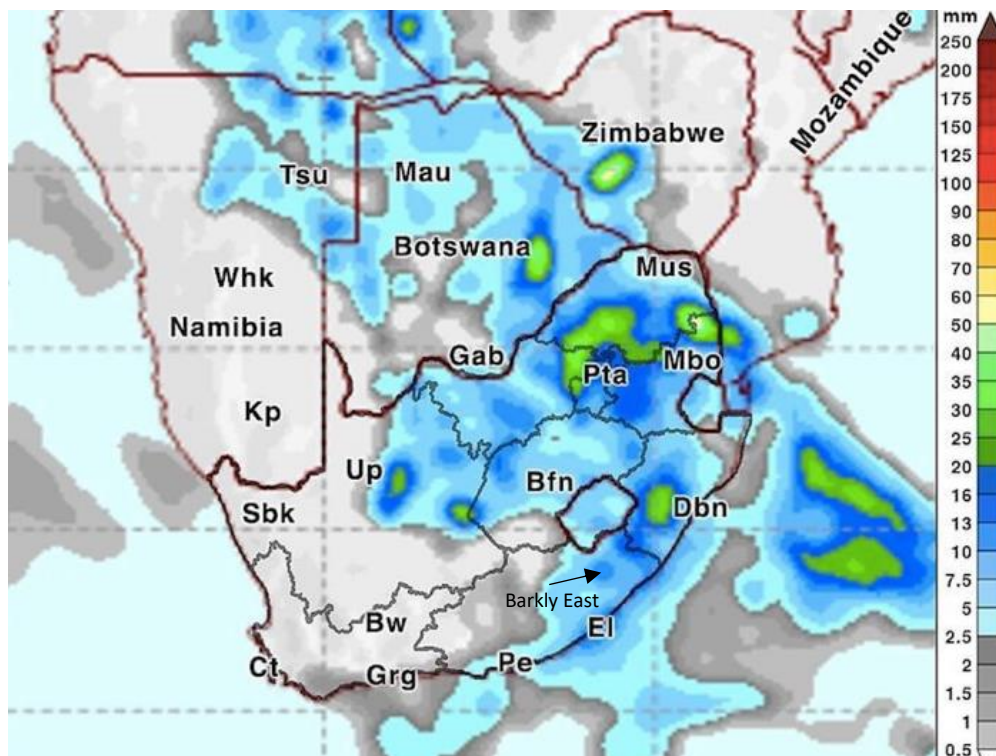 mm
250
200
175
150
125
100
90
80
70
60
50
40
35
30
25
20
16
13
10
7.5
5
2.5
2
1.5
1
0.5
Mozambique
Zimbabwe
Tsu
Mau
Botswana
Mus
Whk
Namibia
Gab
Mbo
Pta
Kp
Up
Bfn
Sbk
Dbn
Barkly East
Bw
El
Ct
Grg
Pe